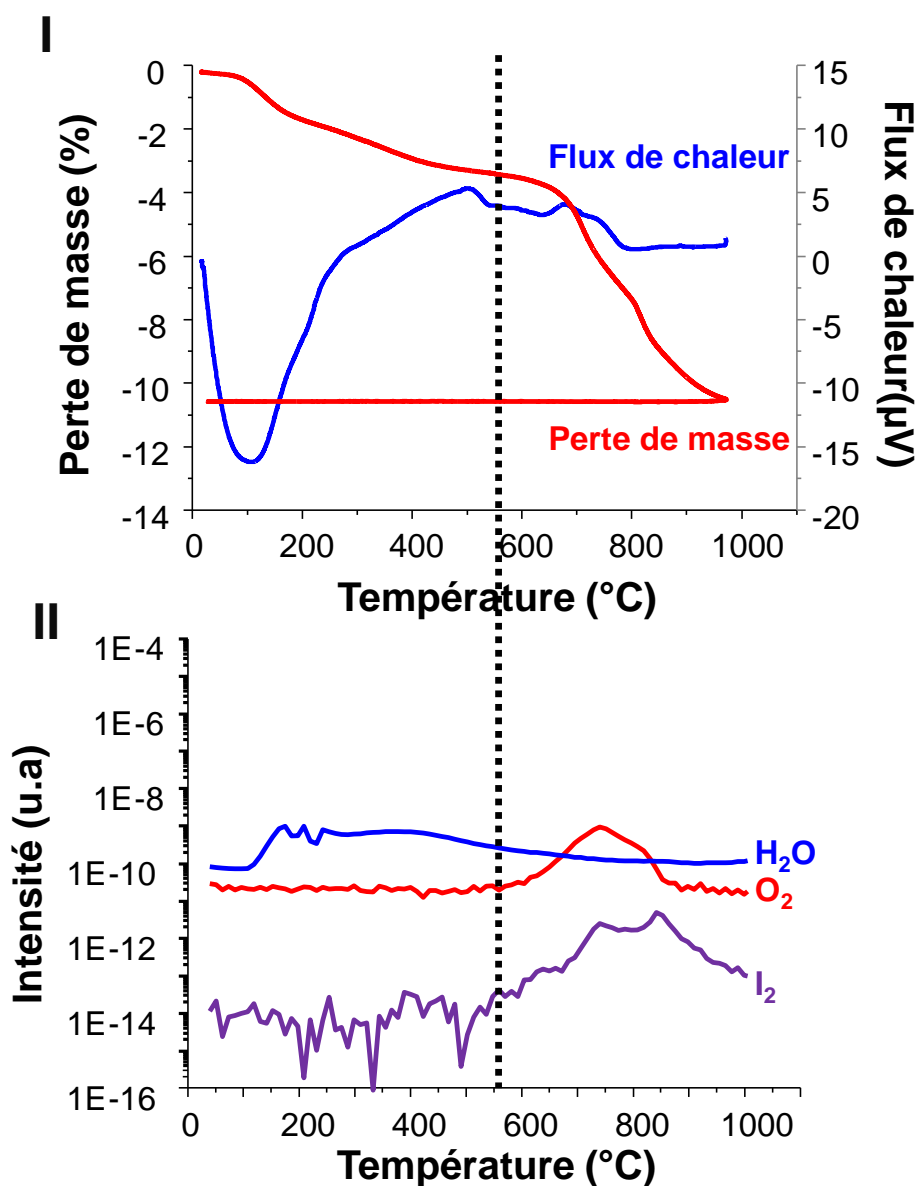 I
0
-2
-4
-6
-8
-10
-12
-14
Perte de masse (%)
15
10
5
0
-5
-10
-15
-20
Flux de chaleur(µV)
Flux de chaleur
Perte de masse
0 200 400 600 800 1000
Température (°C)
II
1E-4
1E-6
1E-8
1E-10
1E-12
1E-14
1E-16
Intensité (u.a)
H₂O
O₂
I₂
0 200 400 600 800 1000
Température (°C)